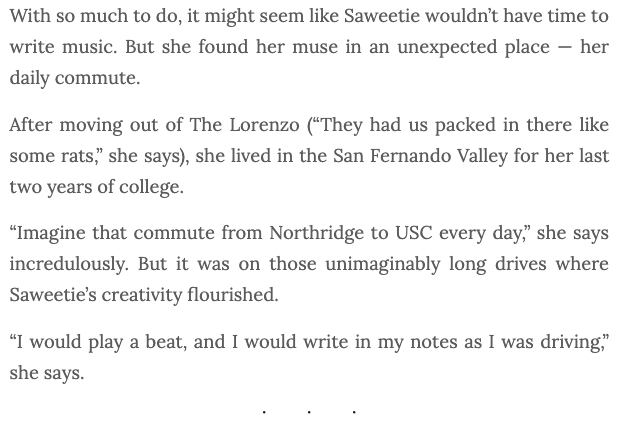 With so much to do, it might seem like Saweetie wouldn’t have time to
write music. But she found her muse in an unexpected place — her
daily commute.
After moving out of The Lorenzo (“They had us packed in there like
some rats,” she says), she lived in the San Fernando Valley for her last
two years of college.
“Imagine that commute from Northridge to USC every day,” she says
incredulously. But it was on those unimaginably long drives where
Saweetie’s creativity flourished.
“I would play a beat, and I would write in my notes as I was driving,”
she says.
. . .